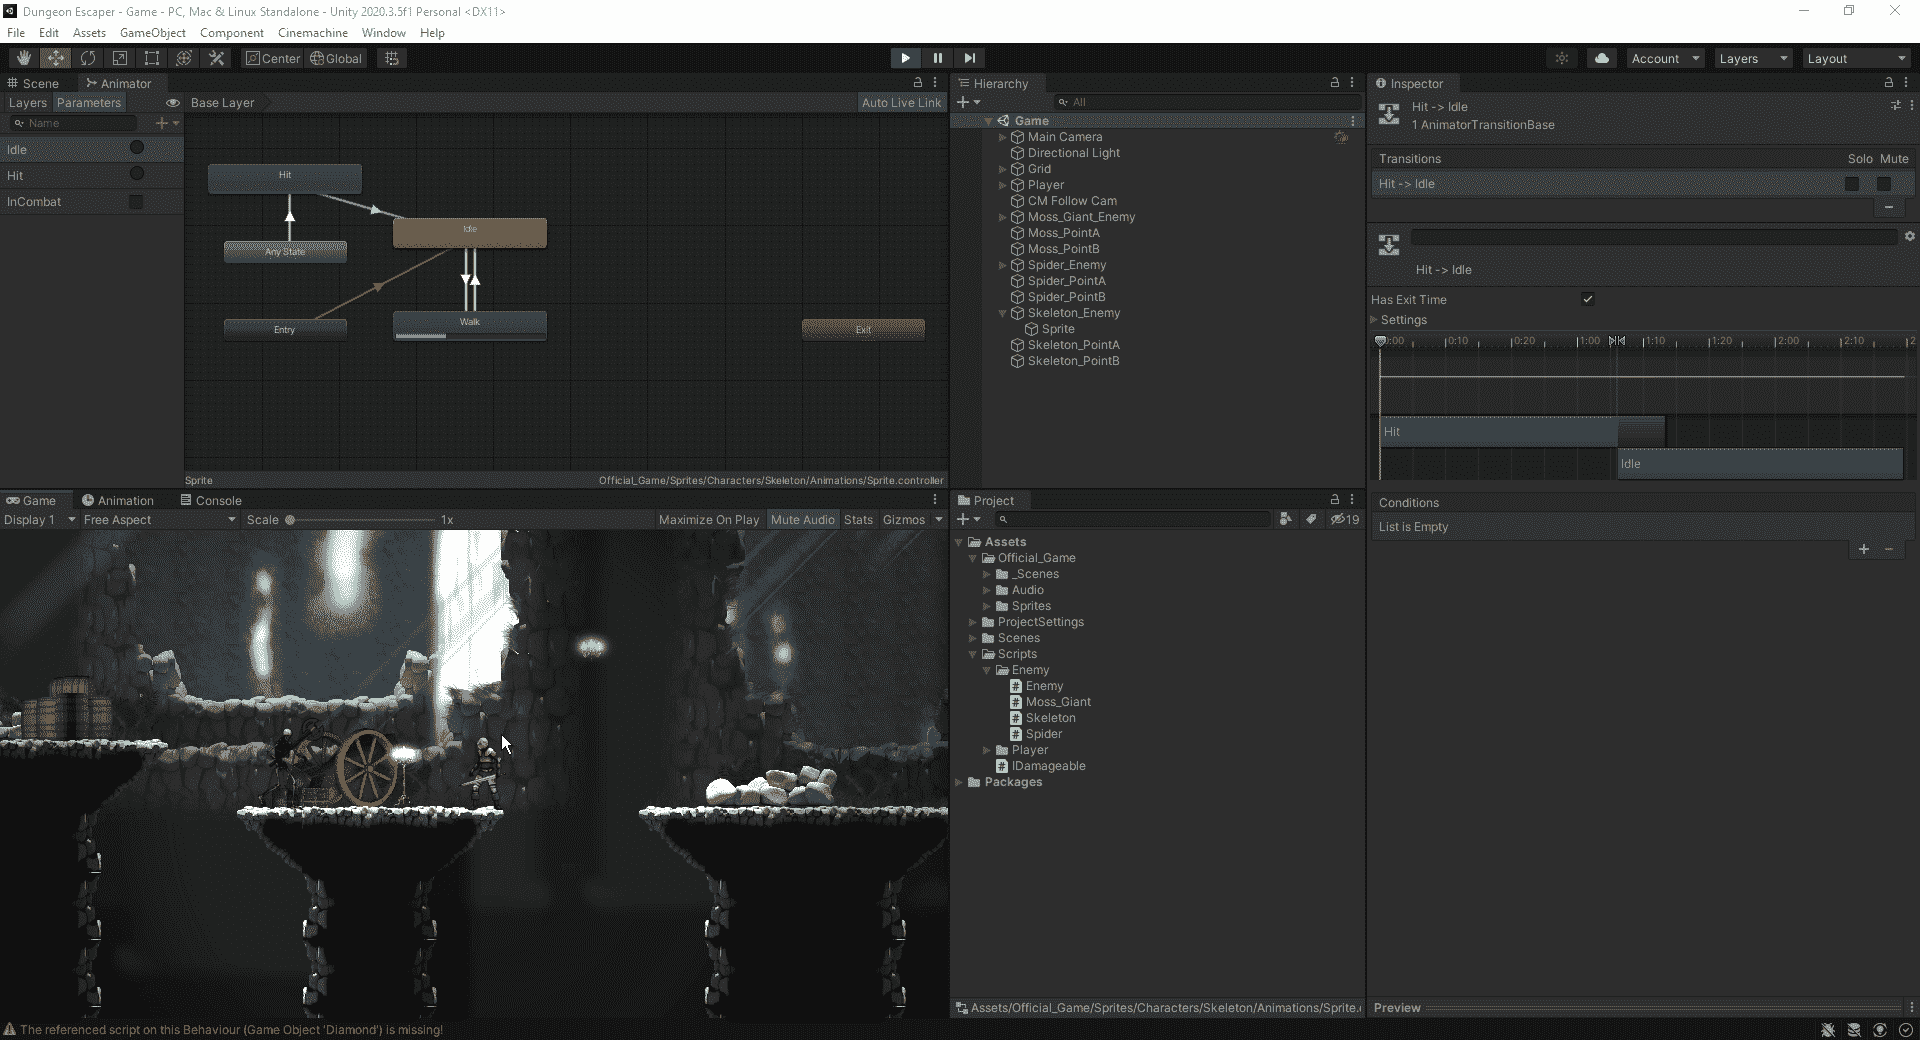 Dungeon Escaper - Game - PC, Mac & Linux Standalone - Unity 2020.3.5f1 Personal <DX11>
File Edit Assets GameObject Component Cinemachine Window Help
Center Global Account Layers Layout
Scene Animator
Layers Parameters Base Layer Auto Live Link
Name
Idle
Hit
InCombat
Hit
Idle
Any State
Entry
Walk
Exit
Sprite Official_Game/Sprites/Characters/Skeleton/Animations/Sprite.controller
Hierarchy
All
Game
Main Camera
Directional Light
Grid
Player
CM Follow Cam
Moss_Giant_Enemy
Moss_PointA
Moss_PointB
Spider_Enemy
Spider_PointA
Spider_PointB
Skeleton_Enemy
Sprite
Skeleton_PointA
Skeleton_PointB
Inspector
Hit -> Idle
1 AnimatorTransitionBase
Transitions Solo Mute
Hit -> Idle
Hit -> Idle
Has Exit Time
Settings
0:00 0:10 0:20 1:00 1:10 1:20 2:00 2:10 2
Hit
Idle
Conditions
List is Empty
Preview
Game Animation Console
Display 1 Free Aspect Scale 1x Maximize On Play Mute Audio Stats Gizmos
Project
19
Assets
Official_Game
_Scenes
Audio
Sprites
ProjectSettings
Scenes
Scripts
Enemy
Enemy
Moss_Giant
Skeleton
Spider
Player
IDamageable
Packages
Assets/Official_Game/Sprites/Characters/Skeleton/Animations/Sprite.
The referenced script on this Behaviour (Game Object 'Diamond') is missing!